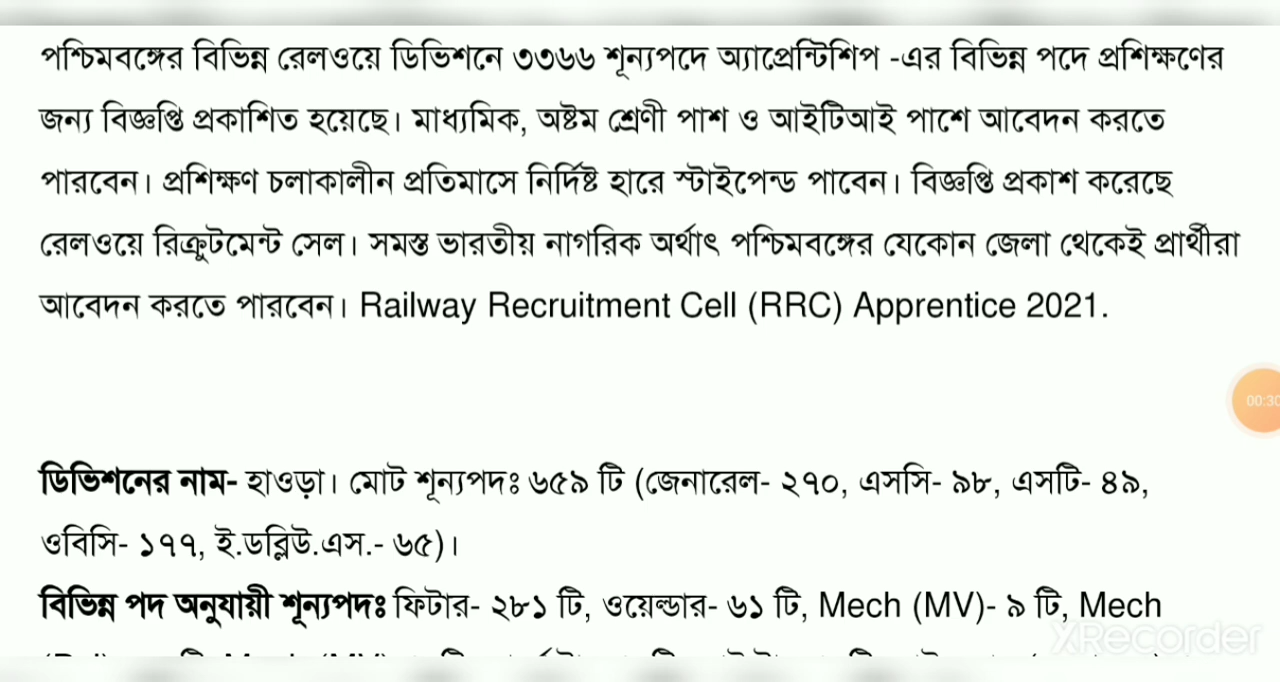 পশ্চিমবঙ্গের বিভিন্ন রেলওয়ে ডিভিশনে ৩৩৬৬ শূন্যপদে অ্যাপ্রেন্টিশিপ -এর বিভিন্ন পদে প্রশিক্ষণের
জন্য বিজ্ঞপ্তি প্রকাশিত হয়েছে। মাধ্যমিক, অষ্টম শ্রেণী পাশ ও আইটিআই পাশে আবেদন করতে
পারবেন। প্রশিক্ষণ চলাকালীন প্রতিমাসে নির্দিষ্ট হারে স্টাইপেন্ড পাবেন। বিজ্ঞপ্তি প্রকাশ করেছে
রেলওয়ে রিক্রুটমেন্ট সেল। সমস্ত ভারতীয় নাগরিক অর্থাৎ পশ্চিমবঙ্গের যেকোন জেলা থেকেই প্রার্থীরা
আবেদন করতে পারবেন। Railway Recruitment Cell (RRC) Apprentice 2021.
00:30
ডিভিশনের নাম- হাওড়া। মোট শূন্যপদঃ ৬৫৯ টি (জেনারেল- ২৭০, এসসি- ৯৮, এসটি- ৪৯,
ওবিসি- ১৭৭, ই.ডব্লিউ.এস.- ৬৫)।
বিভিন্ন পদ অনুযায়ী শূন্যপদঃ ফিটার- ২৮১ টি, ওয়েল্ডার- ৬১ টি, Mech (MV)- ৯ টি, Mech
XRecorder